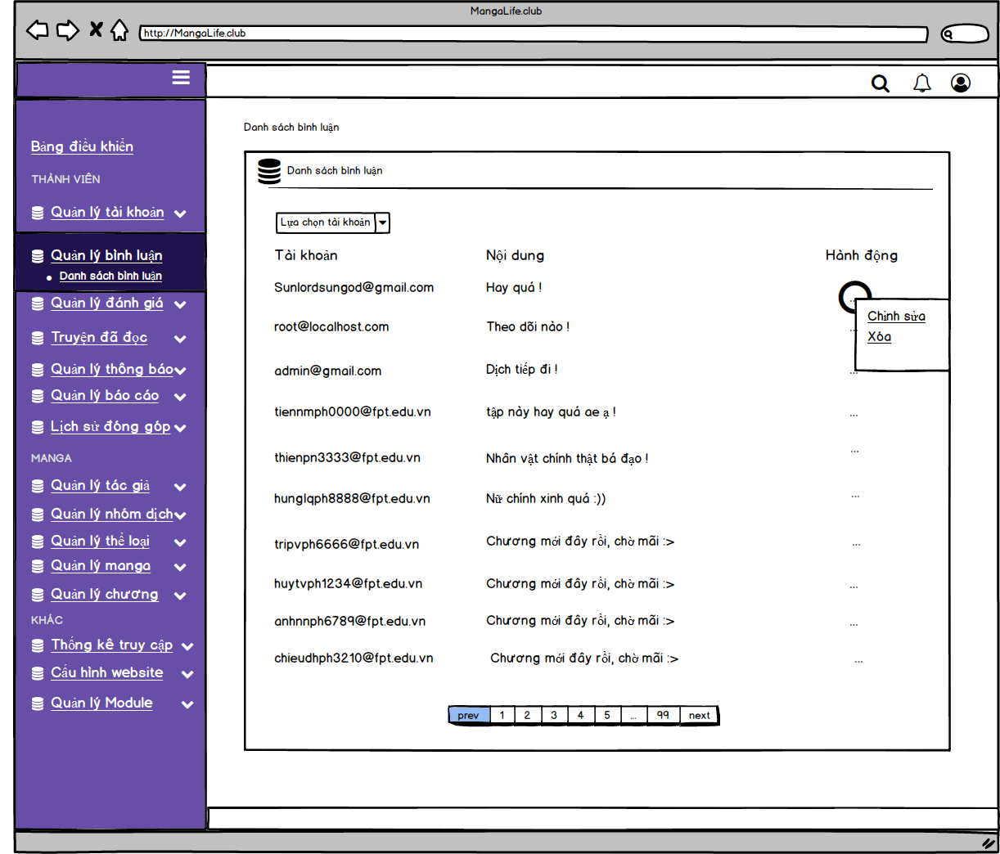 MangaLife.club
http://MangaLife.club
Bảng điều khiển
THÀNH VIÊN
Quản lý tài khoản
Quản lý bình luận
Danh sách bình luận
Quản lý đánh giá
Truyện đã đọc
Quản lý thông báo
Quản lý báo cáo
Lịch sử đóng góp
MANGA
Quản lý tác giả
Quản lý nhóm dịch
Quản lý thể loại
Quản lý manga
Quản lý chương
KHÁC
Thống kê truy cập
Cấu hình website
Quản lý Module
Danh sách bình luận
Danh sách bình luận
Lựa chọn tài khoản
Tài khoản Nội dung Hành động
Sunlordsungod@gmail.com Hay quá ! ...
Chỉnh sửa
Xóa
root@localhost.com Theo dõi nào ! ...
admin@gmail.com Dịch tiếp đi ! ...
tiennmph0000@fpt.edu.vn tập này hay quá ae ạ ! ...
thienpn3333@fpt.edu.vn Nhân vật chính thật bá đạo ! ...
hunglqph8888@fpt.edu.vn Nữ chính xinh quá :)) ...
tripvph6666@fpt.edu.vn Chương mới đây rồi, chờ mãi :> ...
huytvph1234@fpt.edu.vn Chương mới đây rồi, chờ mãi :> ...
anhnnph6789@fpt.edu.vn Chương mới đây rồi, chờ mãi :> ...
chieudhph3210@fpt.edu.vn Chương mới đây rồi, chờ mãi :> ...
prev 1 2 3 4 5 ... 99 next